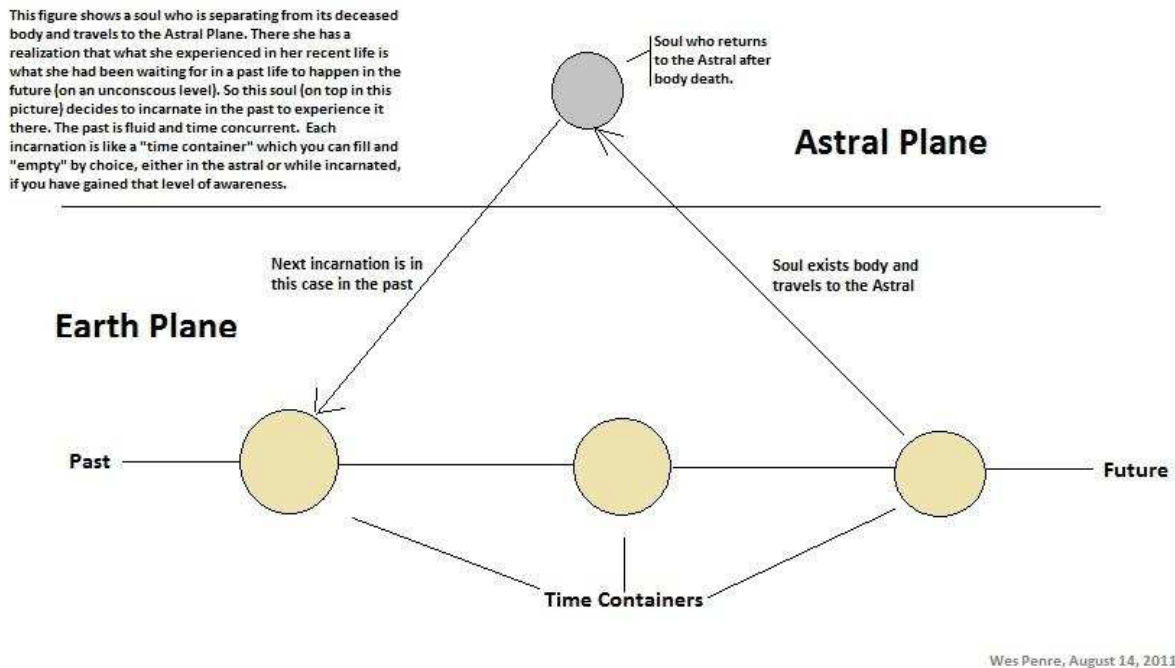 This figure shows a soul who is separating from its deceased
body and travels to the Astral Plane. There she has a
realization that what she experienced in her recent life is
what she had been waiting for in a past life to happen in the
future (on an unconscous level). So this soul (on top in this
picture) decides to incarnate in the past to experience it
there. The past is fluid and time concurrent. Each
incarnation is like a "time container" which you can fill and
"empty" by choice, either in the astral or while incarnated,
if you have gained that level of awareness.
Soul who returns
to the Astral after
body death.
Astral Plane
Next incarnation is in
this case in the past
Soul exists body and
travels to the Astral
Earth Plane
Past
Future
Time Containers
Wes Penre, August 14, 2011